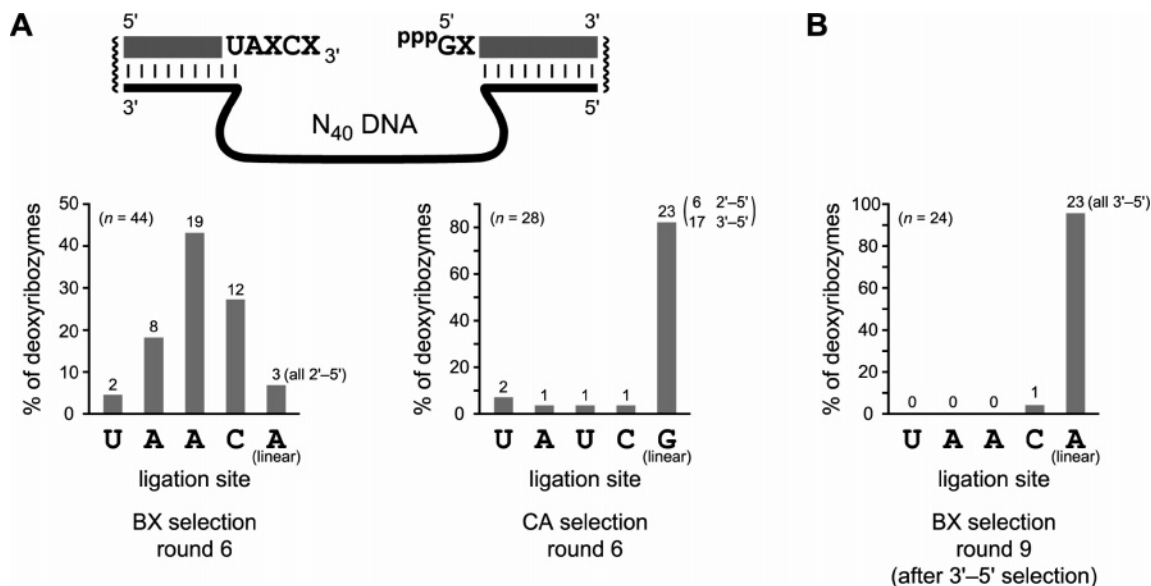 A
5' 5' 3'
UAXCX 3' pppGX
3' 5'
N40 DNA
% of deoxyribozymes
50
40
30
20
10
0
(n = 44)
2 8 19 12 3 (all 2'–5')
U A A C A
(linear)
ligation site
BX selection
round 6
% of deoxyribozymes
80
60
40
20
0
(n = 28)
2 1 1 1 23 (6 2'–5'
17 3'–5')
U A U C G
(linear)
ligation site
CA selection
round 6
B
% of deoxyribozymes
100
80
60
40
20
0
(n = 24)
0 0 0 1 23 (all 3'–5')
U A A C A
(linear)
ligation site
BX selection
round 9
(after 3'–5' selection)